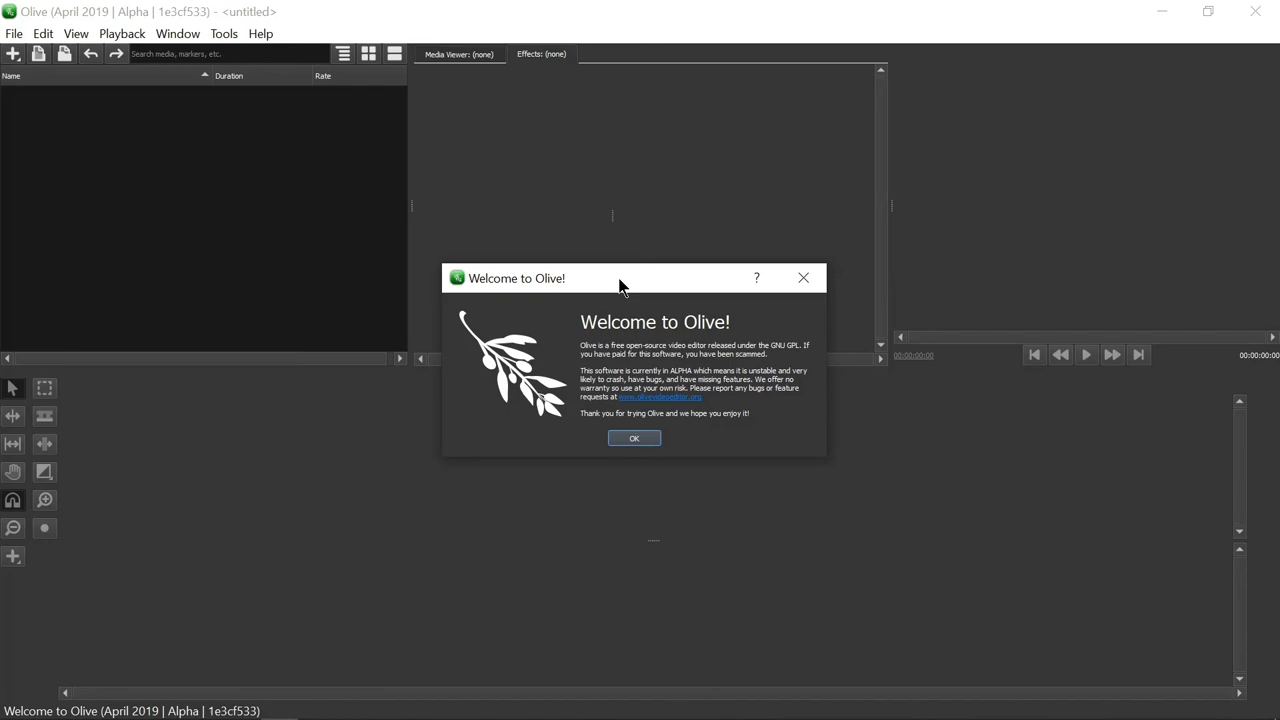 Olive (April 2019 | Alpha | 1e3cf533) - <untitled>
File Edit View Playback Window Tools Help
Search media, markers, etc.
Media Viewer: (none) Effects: (none)
Name Duration Rate
Welcome to Olive!
Welcome to Olive!
Olive is a free open-source video editor released under the GNU GPL. If
you have paid for this software, you have been scammed.
This software is currently in ALPHA which means it is unstable and very
likely to crash, have bugs, and have missing features. We offer no
warranty so use at your own risk. Please report any bugs or feature
requests at www.olivevideoeditor.org
Thank you for trying Olive and we hope you enjoy it!
OK
00:00:00;00 00:00:00;00
Welcome to Olive (April 2019 | Alpha | 1e3cf533)